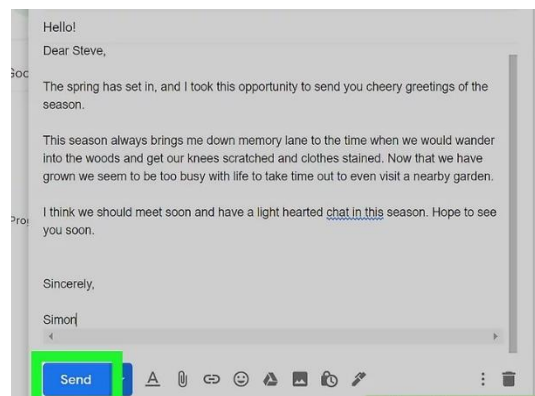 Hello!
Dear Steve,
The spring has set in, and I took this opportunity to send you cheery greetings of the
season.
This season always brings me down memory lane to the time when we would wander
into the woods and get our knees scratched and clothes stained. Now that we have
grown we seem to be too busy with life to take time out to even visit a nearby garden.
I think we should meet soon and have a light hearted chat in this season. Hope to see
you soon.
Sincerely,
Simon
Send